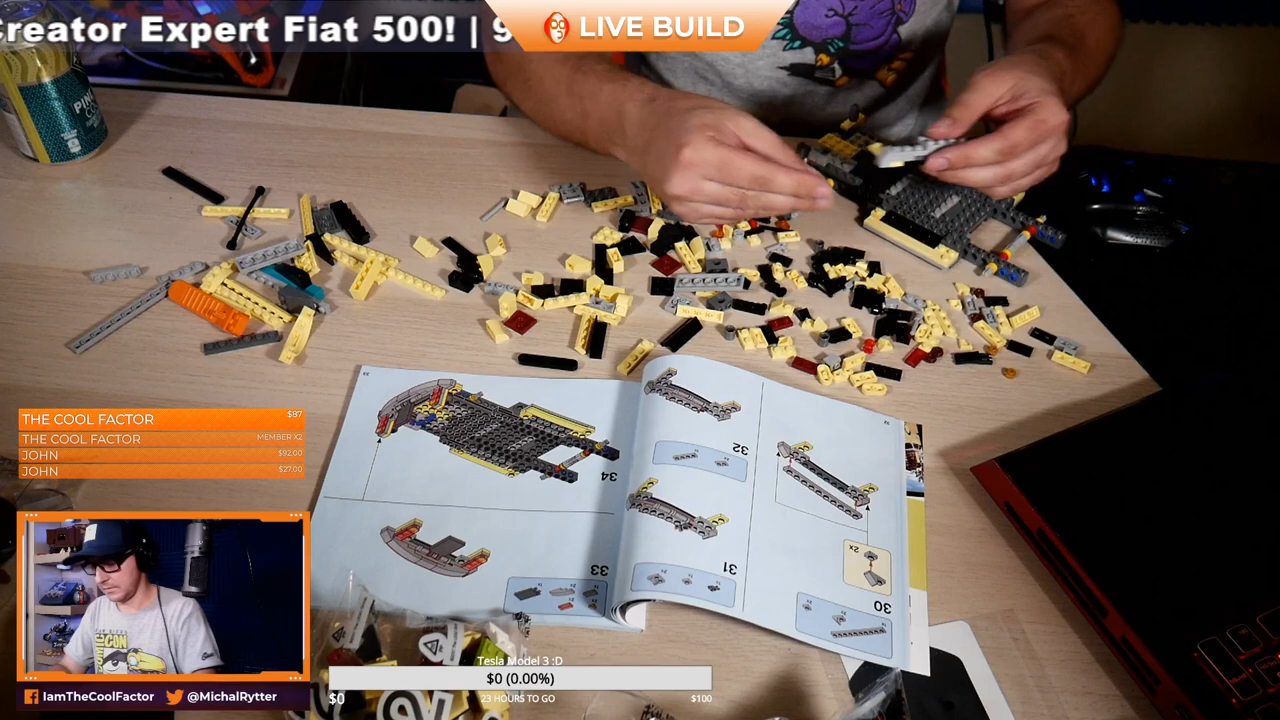 Creator Expert Fiat 500! | 9
LIVE BUILD
THE COOL FACTOR $87
THE COOL FACTOR MEMBER X2
JOHN $92.00
JOHN $27.00
34
33
32
31
30
2x
Tesla Model 3 :D
$0 (0.00%)
$0 23 HOURS TO GO $100
IamTheCoolFactor @MichalRytter